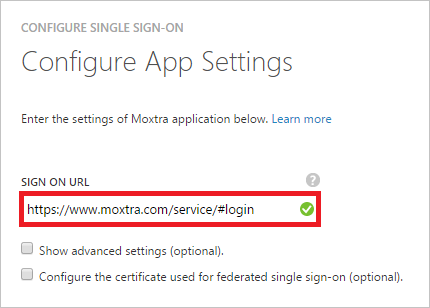 CONFIGURE SINGLE SIGN-ON
Configure App Settings
Enter the settings of Moxtra application below. Learn more
SIGN ON URL
?
https://www.moxtra.com/service/#login
Show advanced settings (optional).
Configure the certificate used for federated single sign-on (optional).